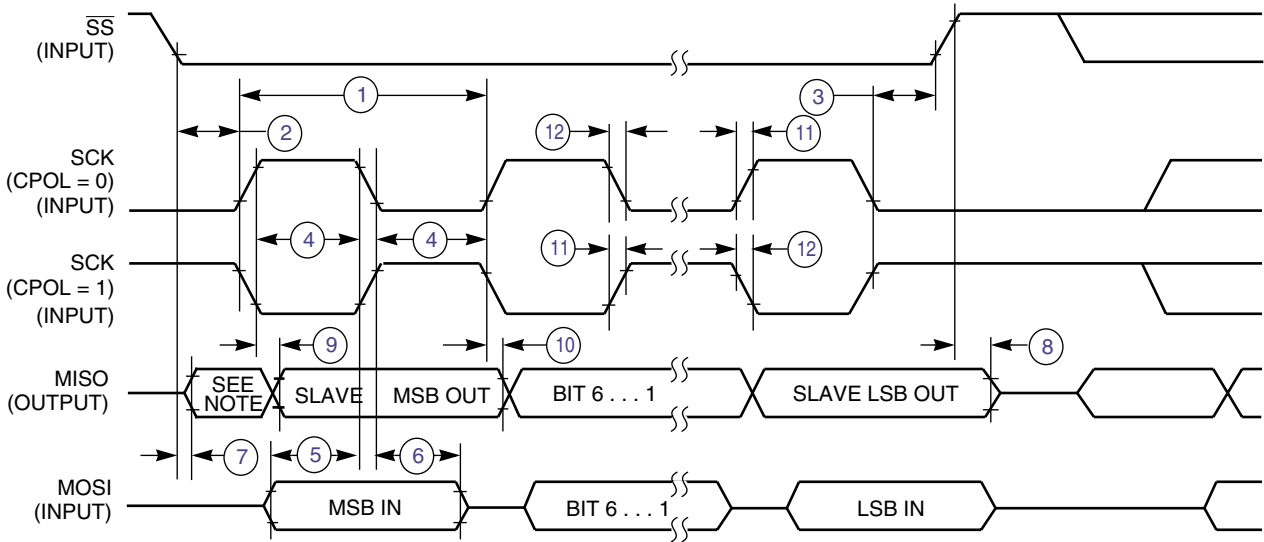 SS
(INPUT)
1
3
2
12
11
SCK
(CPOL = 0)
(INPUT)
4
4
11
12
SCK
(CPOL = 1)
(INPUT)
9
10
8
MISO
(OUTPUT)
SEE
NOTE
SLAVE
MSB OUT
BIT 6 . . . 1
SLAVE LSB OUT
7
5
6
MOSI
(INPUT)
MSB IN
BIT 6 . . . 1
LSB IN